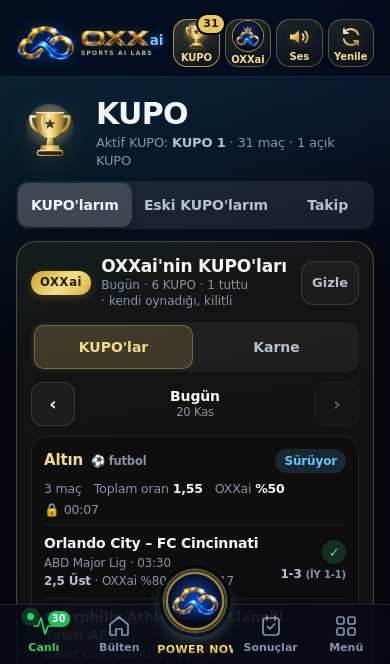 OXX ai
SPORTS AI LABS
31
KUPO
OXXai
Ses
Yenile
KUPO
Aktif KUPO: KUPO 1 · 31 maç · 1 açık
KUPO
KUPO'larım
Eski KUPO'larım
Takip
OXXai
OXXai'nin KUPO'ları
Bugün · 6 KUPO · 1 tuttu
· kendi oynadığı, kilitli
Gizle
KUPO'lar
Karne
‹
Bugün
20 Kas
›
Altın ⚽ futbol
Sürüyor
3 maç Toplam oran 1,55 OXXai %50
🔒 00:07
Orlando City – FC Cincinnati
ABD Major Lig · 03:30
2,5 Üst · OXXai %80
✓
1-3 (İY 1-1)
30
Canlı
Bülten
POWER NOW
Sonuçlar
Menü